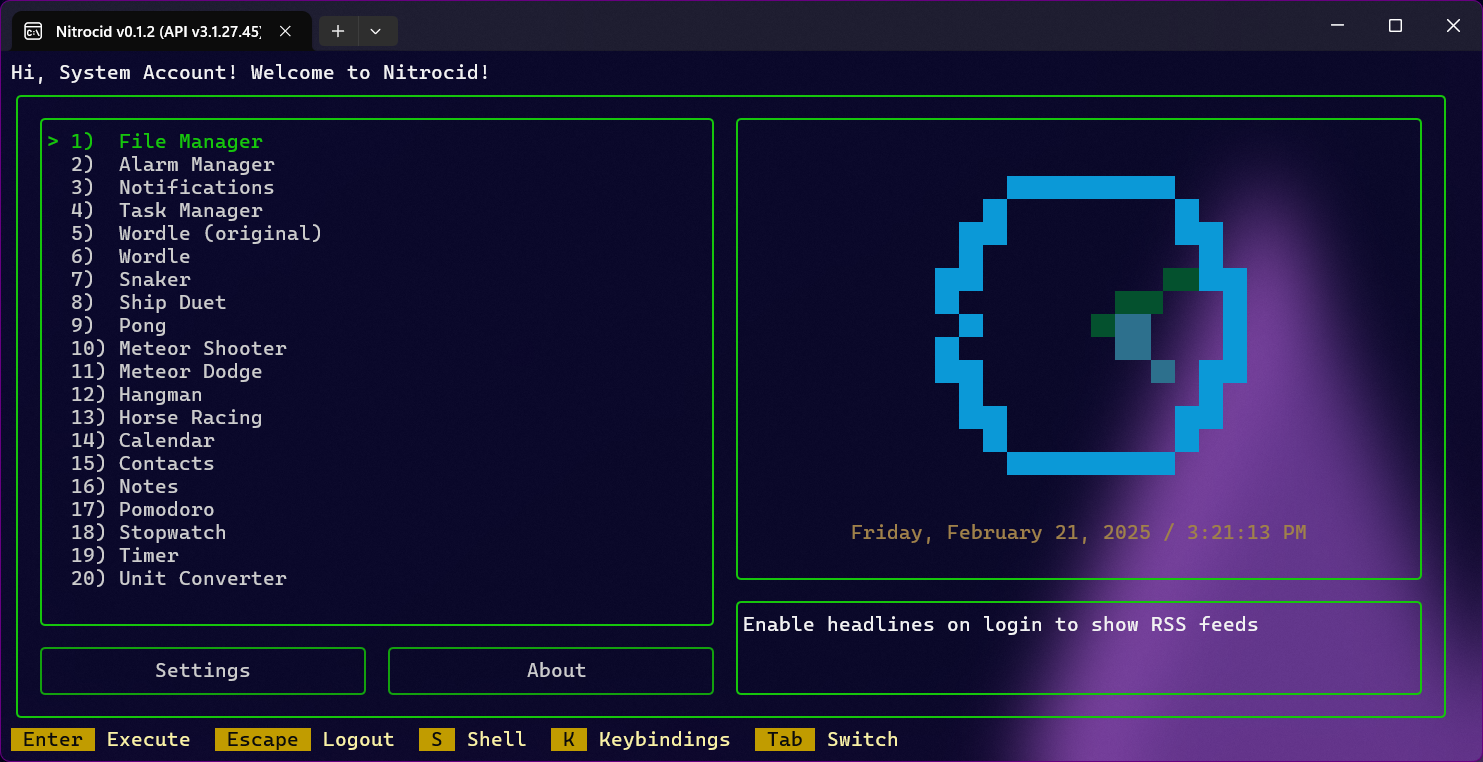 Nitrocid v0.1.2 (API v3.1.27.45)
Hi, System Account! Welcome to Nitrocid!
> 1) File Manager
2) Alarm Manager
3) Notifications
4) Task Manager
5) Wordle (original)
6) Wordle
7) Snaker
8) Ship Duet
9) Pong
10) Meteor Shooter
11) Meteor Dodge
12) Hangman
13) Horse Racing
14) Calendar
15) Contacts
16) Notes
17) Pomodoro
18) Stopwatch
19) Timer
20) Unit Converter
Settings
About
Friday, February 21, 2025 / 3:21:13 PM
Enable headlines on login to show RSS feeds
Enter Execute Escape Logout S Shell K Keybindings Tab Switch